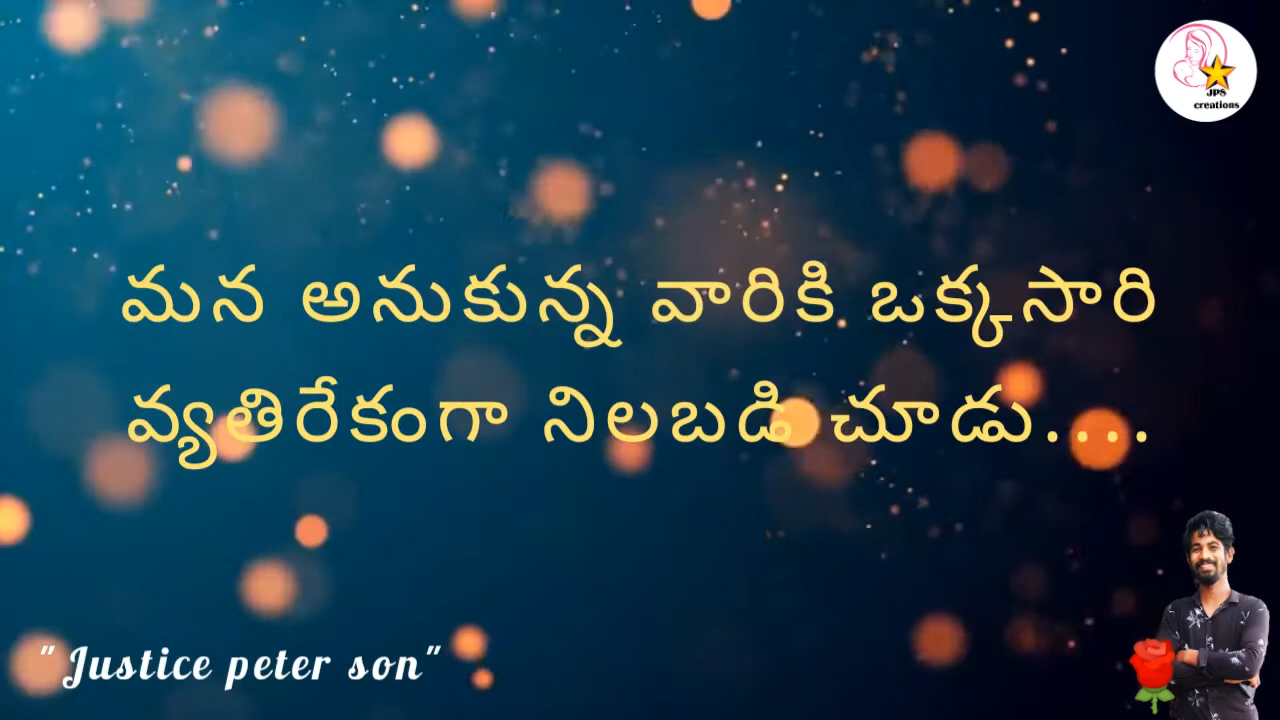 JPS
creations
మన అనుకున్న వారికి ఒక్కసారి
వ్యతిరేకంగా నిలబడి చూడు....
"Justice peter son"